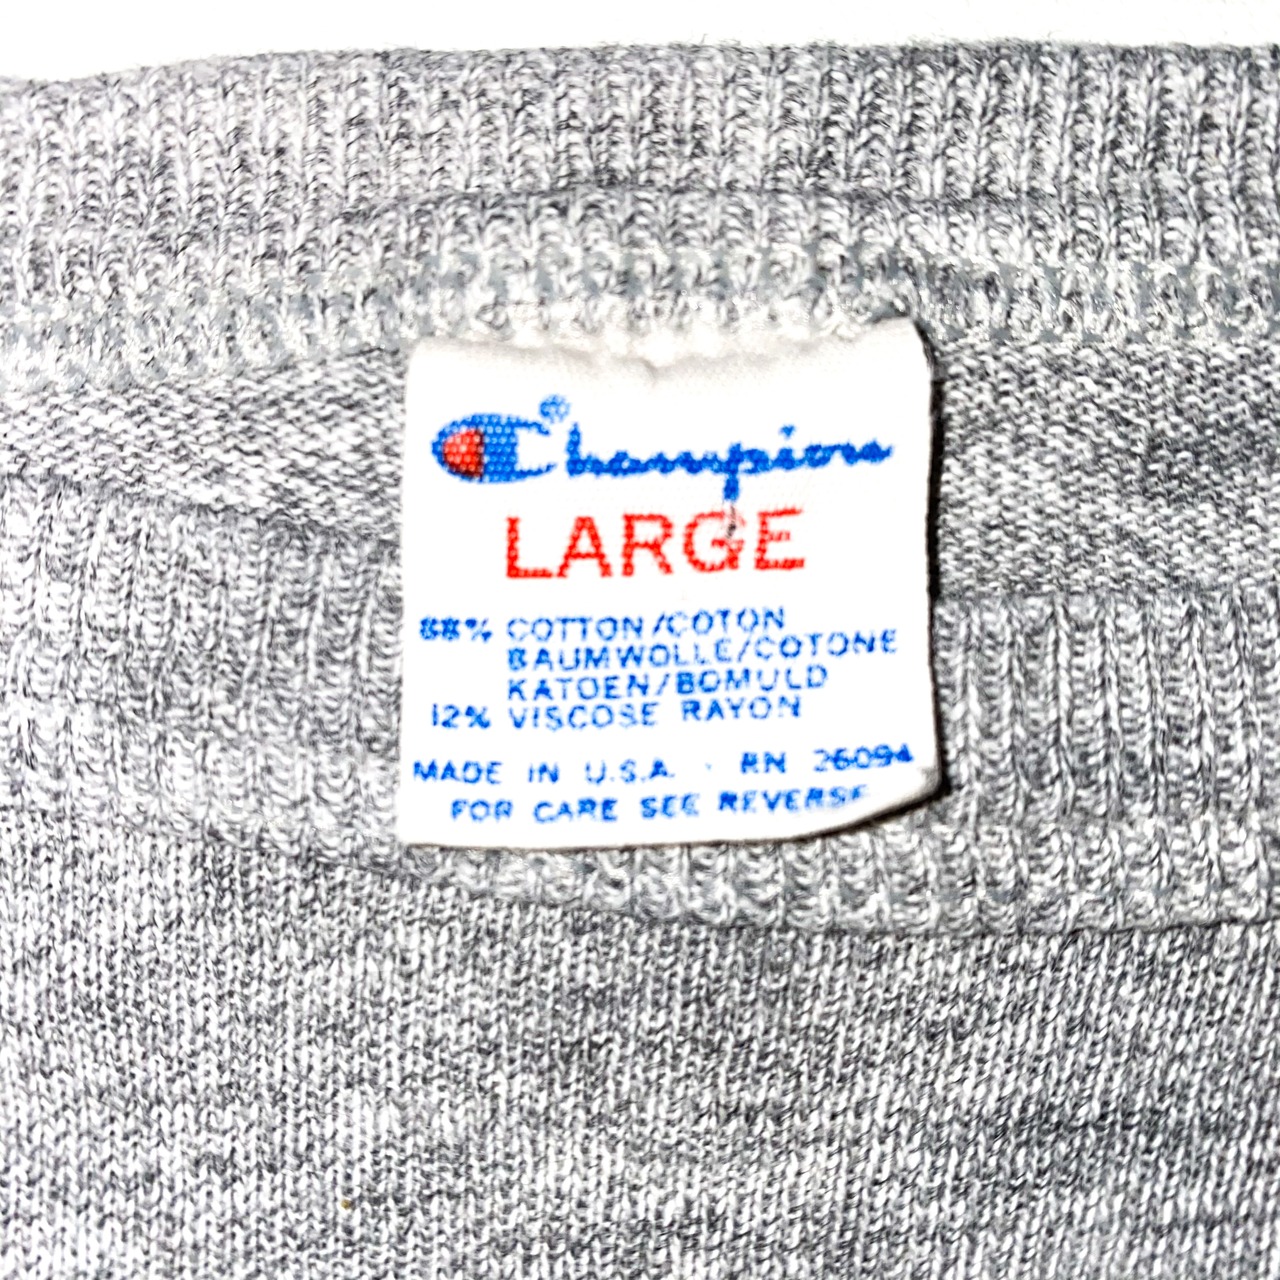 Champion
LARGE
88% COTTON/COTON
BAUMWOLLE/COTONE
KATOEN/BOMULD
12% VISCOSE RAYON
MADE IN U.S.A. · RN 26094
FOR CARE SEE REVERSE